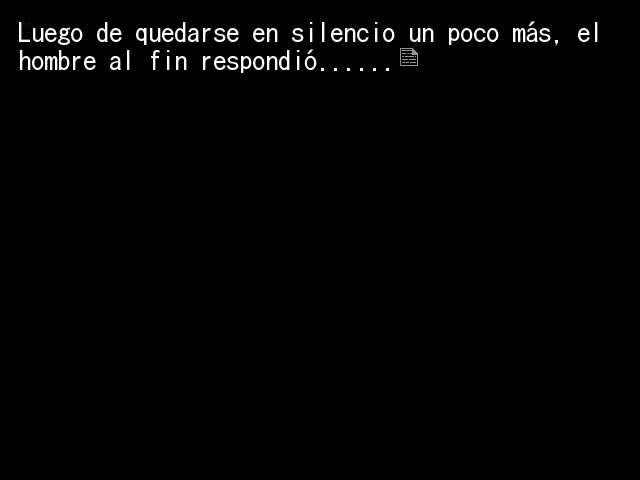 Luego de quedarse en silencio un poco más, el
hombre al fin respondió......